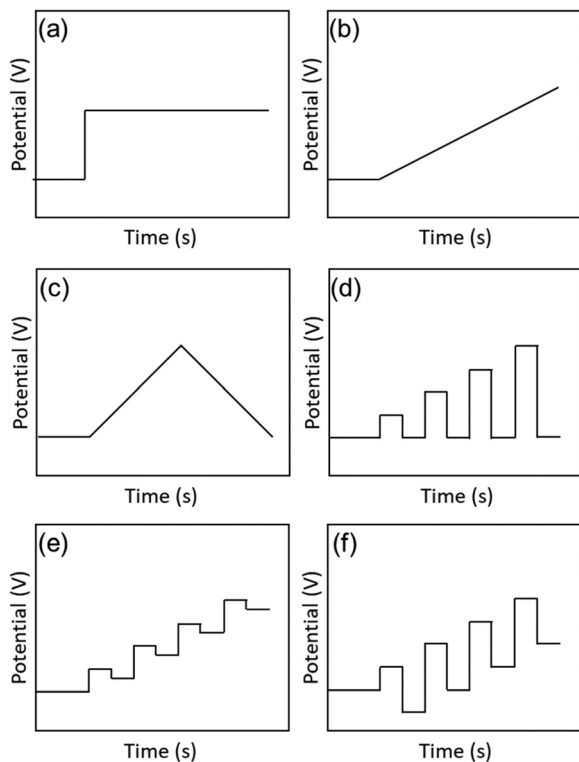 (a)
Potential (V)
Time (s)
(b)
Potential (V)
Time (s)
(c)
Potential (V)
Time (s)
(d)
Potential (V)
Time (s)
(e)
Potential (V)
Time (s)
(f)
Potential (V)
Time (s)